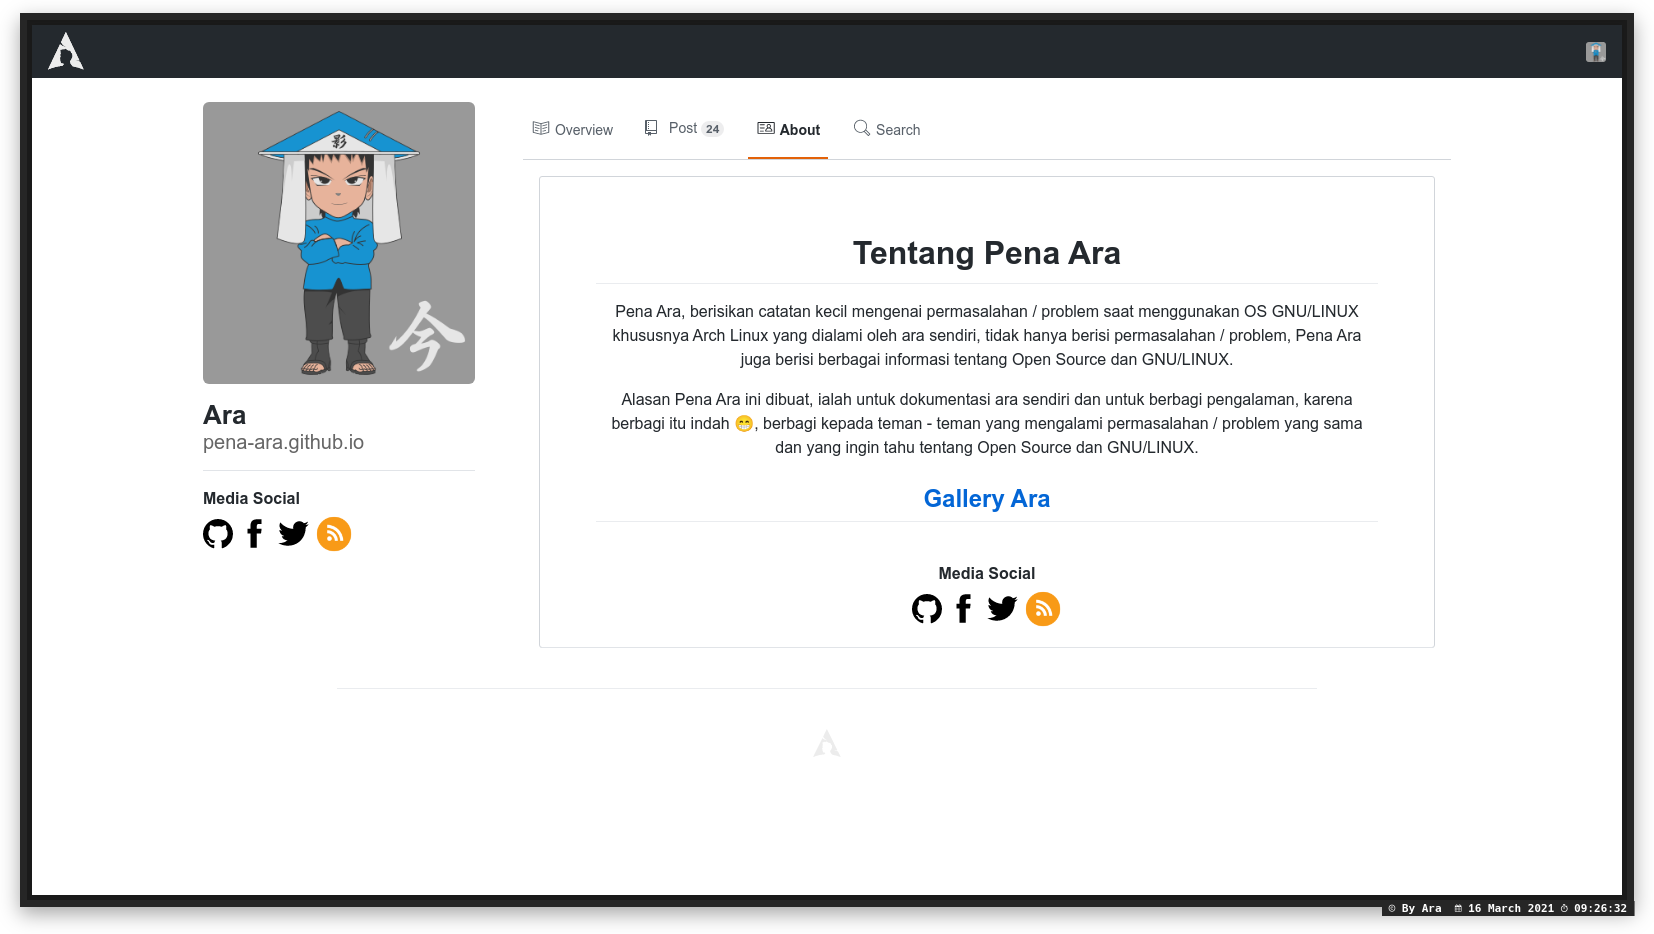 影
今
Ara
pena-ara.github.io
Media Social
Overview
Post 24
About
Search
Tentang Pena Ara
Pena Ara, berisikan catatan kecil mengenai permasalahan / problem saat menggunakan OS GNU/LINUX
khususnya Arch Linux yang dialami oleh ara sendiri, tidak hanya berisi permasalahan / problem, Pena Ara
juga berisi berbagai informasi tentang Open Source dan GNU/LINUX.
Alasan Pena Ara ini dibuat, ialah untuk dokumentasi ara sendiri dan untuk berbagi pengalaman, karena
berbagi itu indah 😁, berbagi kepada teman - teman yang mengalami permasalahan / problem yang sama
dan yang ingin tahu tentang Open Source dan GNU/LINUX.
Gallery Ara
Media Social
© By Ara 16 March 2021 09:26:32